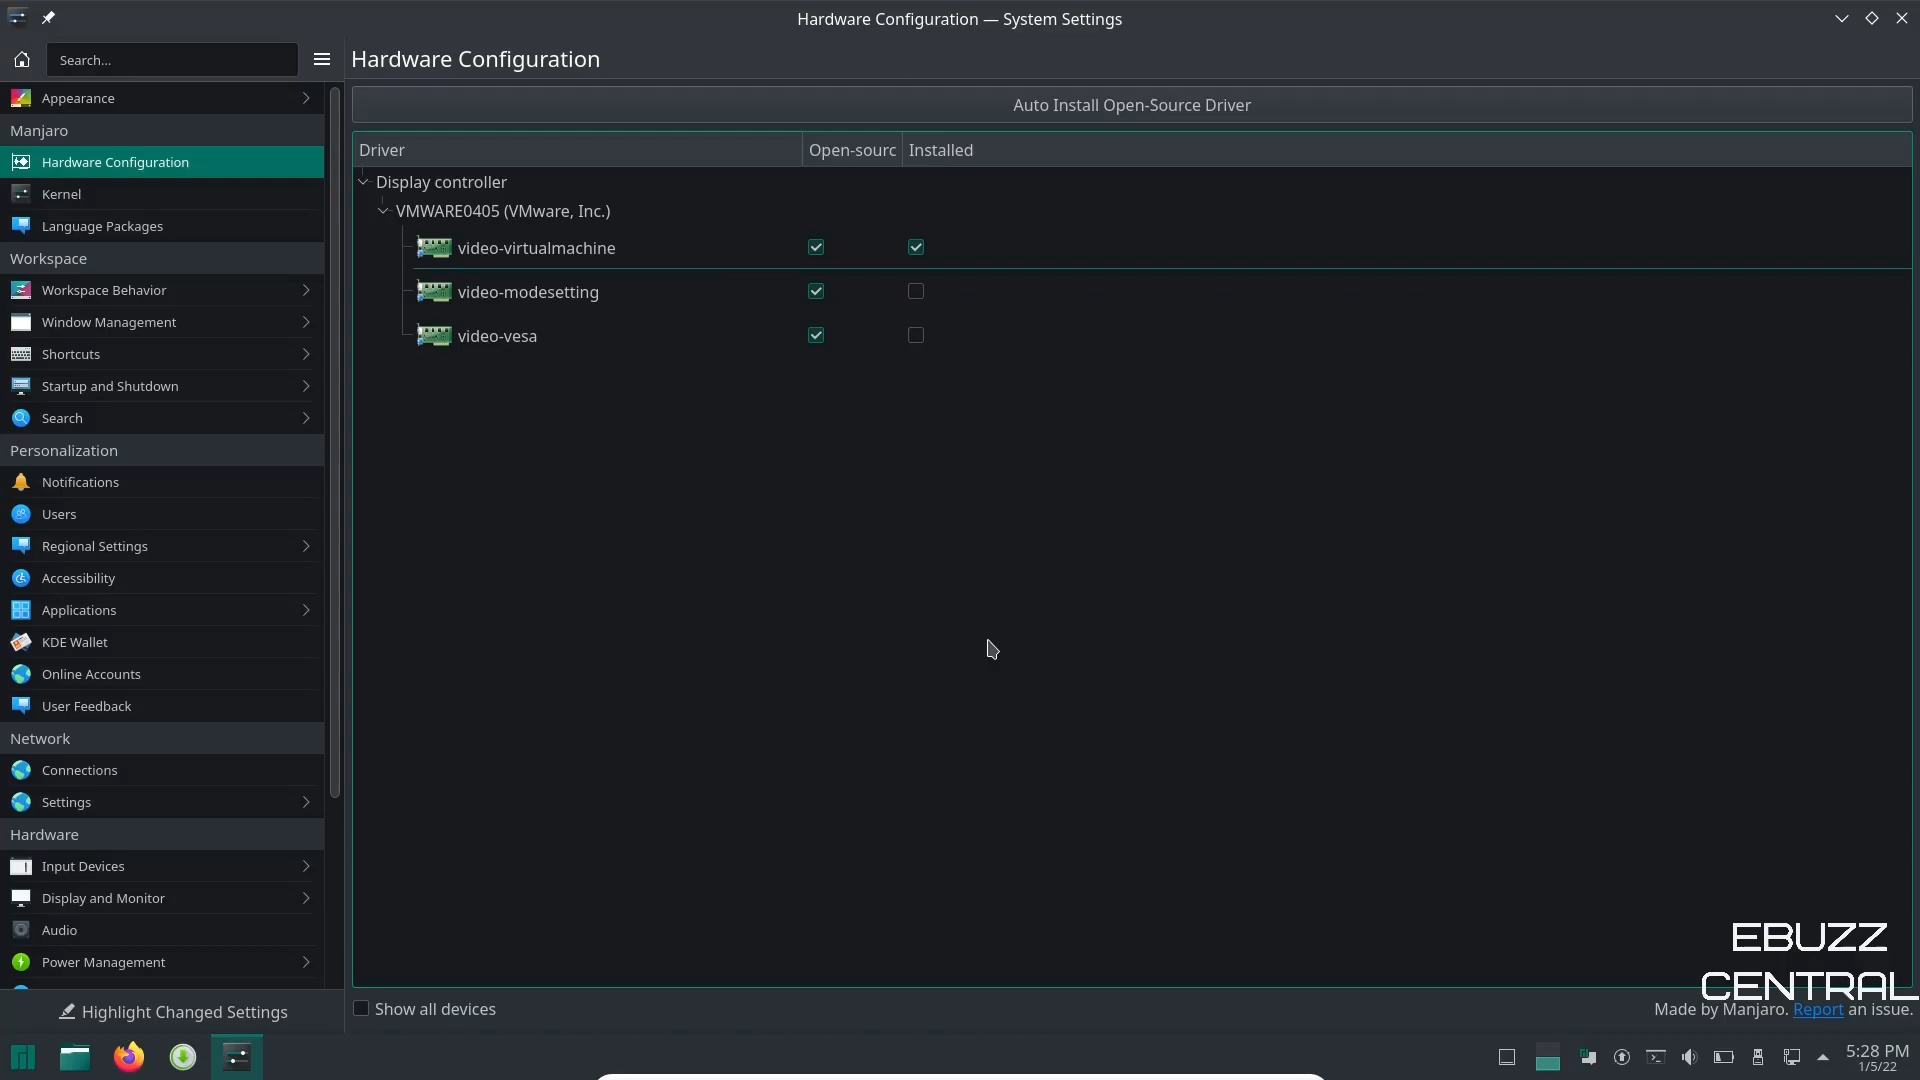 Hardware Configuration — System Settings
Search...
Hardware Configuration
Appearance
Manjaro
Hardware Configuration
Kernel
Language Packages
Workspace
Workspace Behavior
Window Management
Shortcuts
Startup and Shutdown
Search
Personalization
Notifications
Users
Regional Settings
Accessibility
Applications
KDE Wallet
Online Accounts
User Feedback
Network
Connections
Settings
Hardware
Input Devices
Display and Monitor
Audio
Power Management
Highlight Changed Settings
Auto Install Open-Source Driver
Driver Open-sourc Installed
Display controller
VMWARE0405 (VMware, Inc.)
video-virtualmachine
video-modesetting
video-vesa
Show all devices
EBUZZ
CENTRAL
Made by Manjaro. Report an issue.
5:28 PM
1/5/22